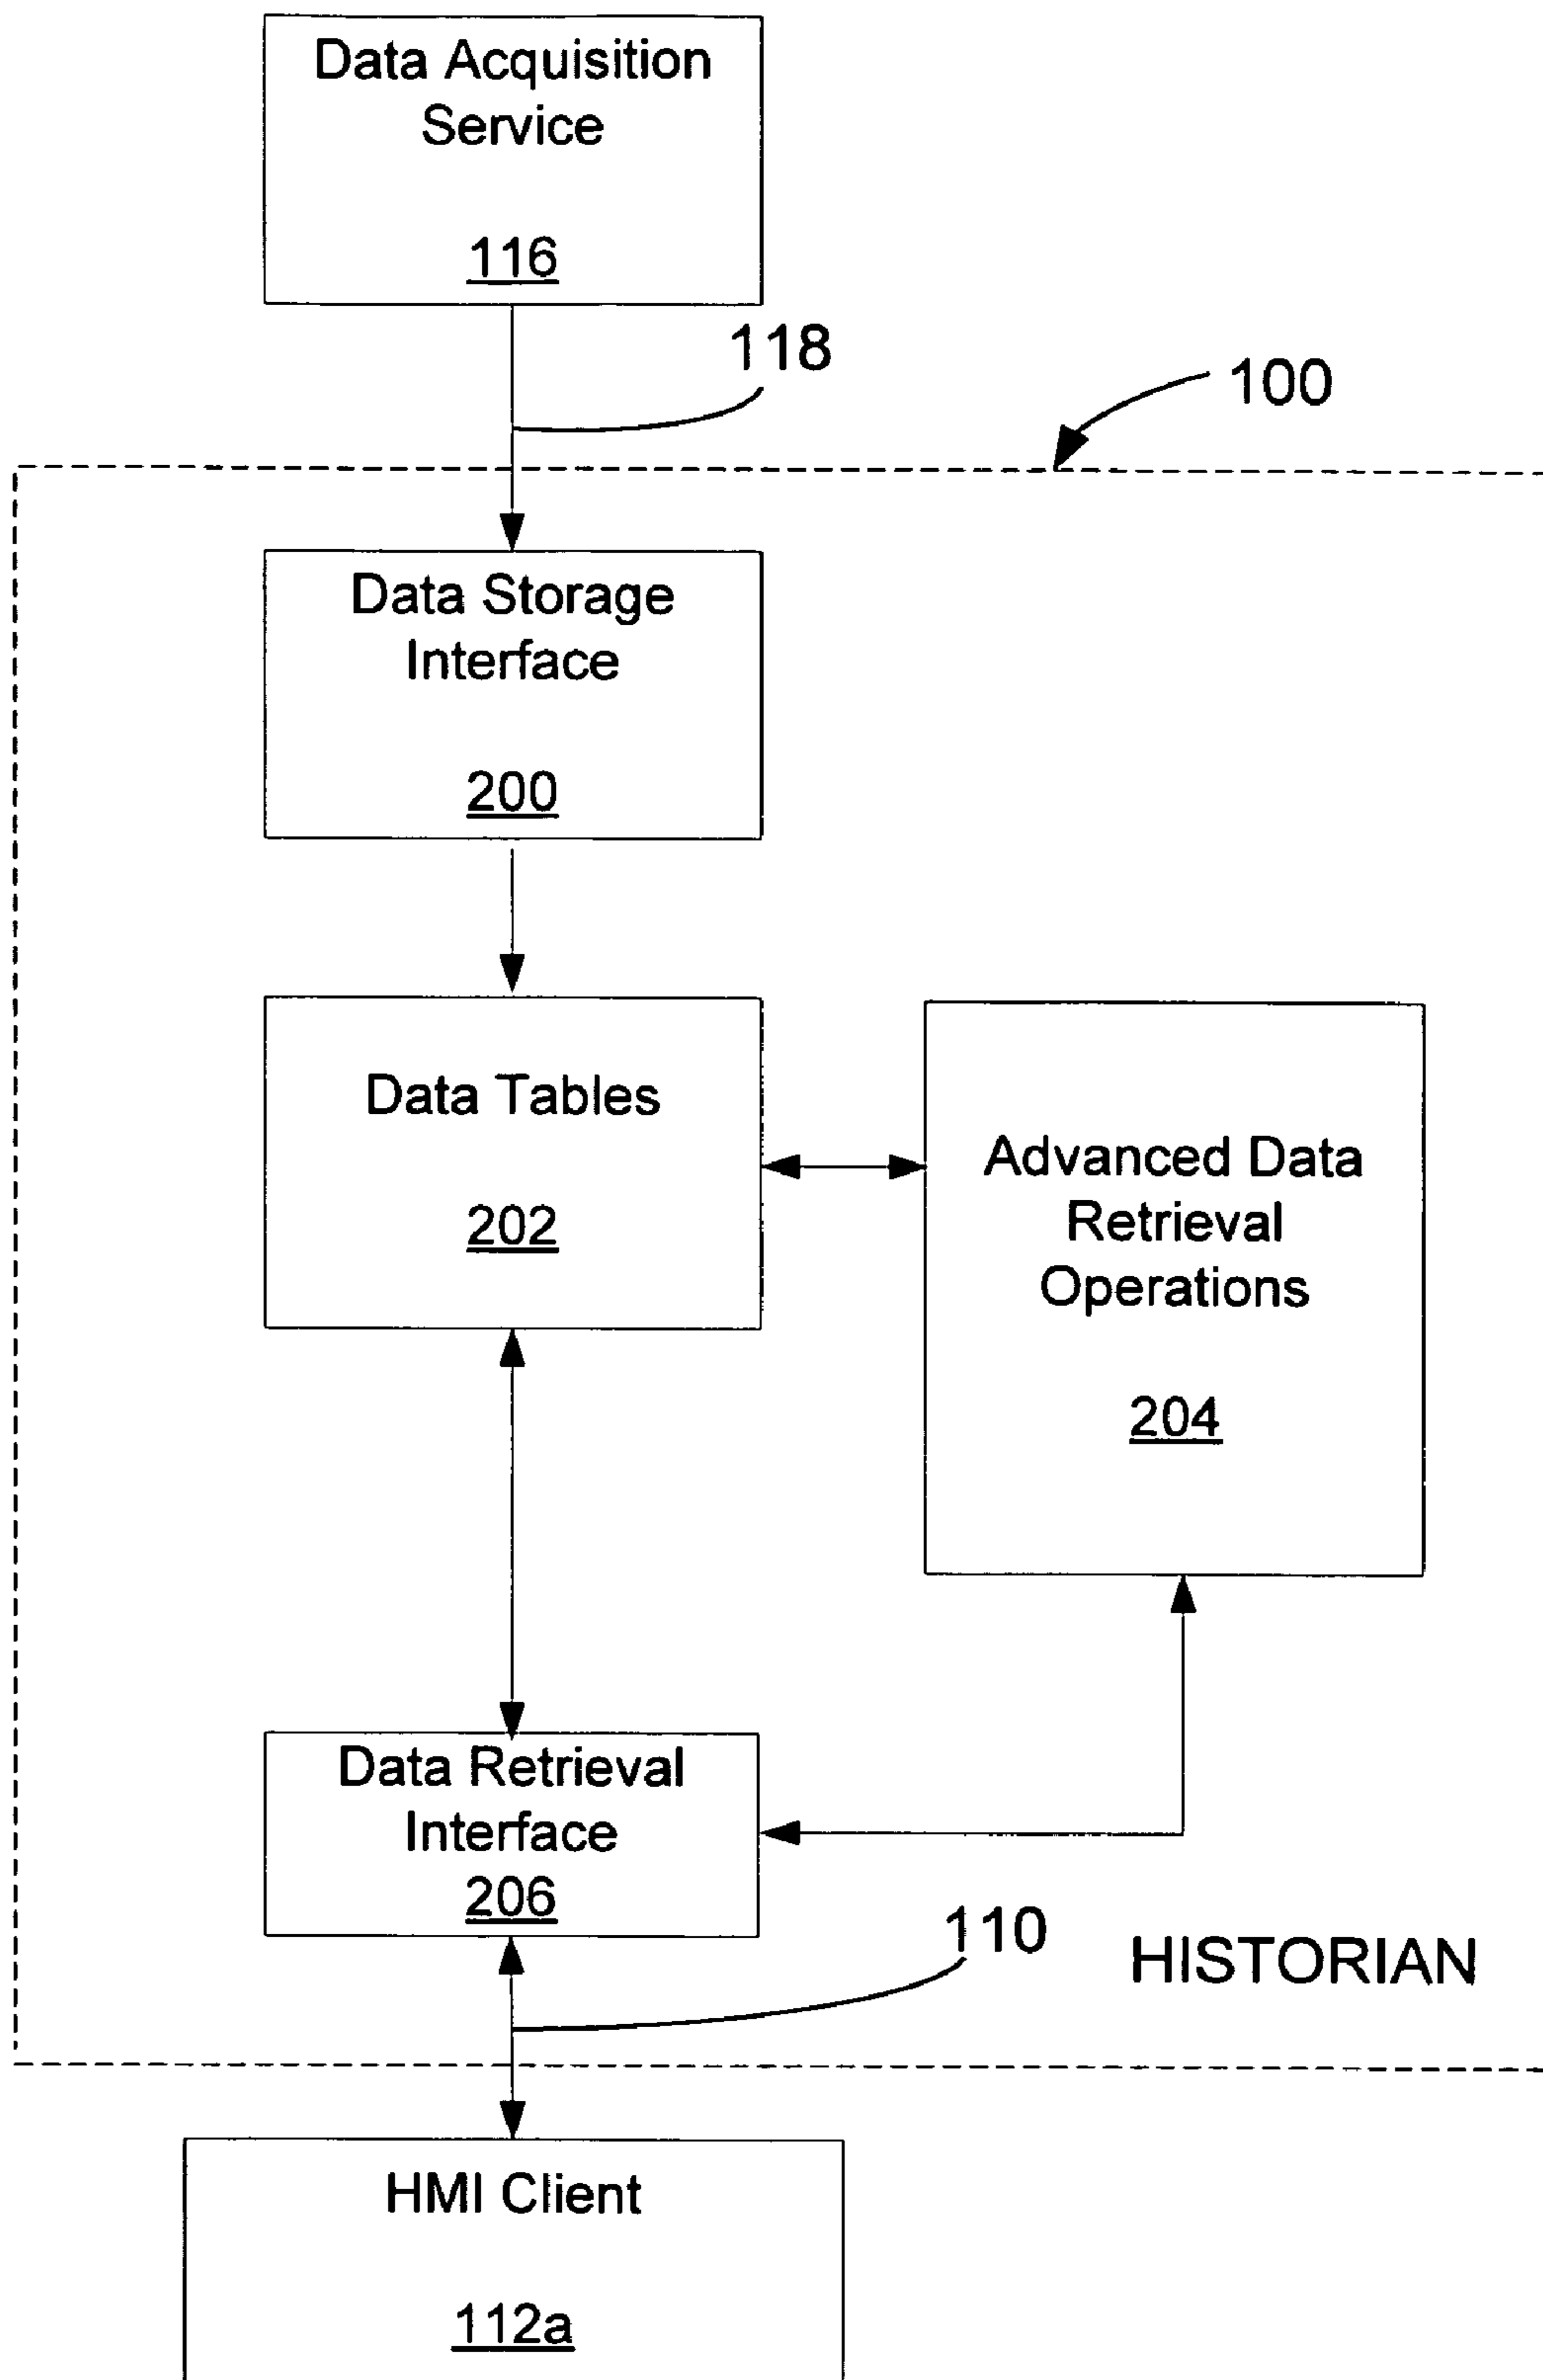 Data Acquisition
Service
116
118
100
Data Storage
Interface
200
Data Tables
202
Advanced Data
Retrieval
Operations
204
Data Retrieval
Interface
206
110
HISTORIAN
HMI Client
112a